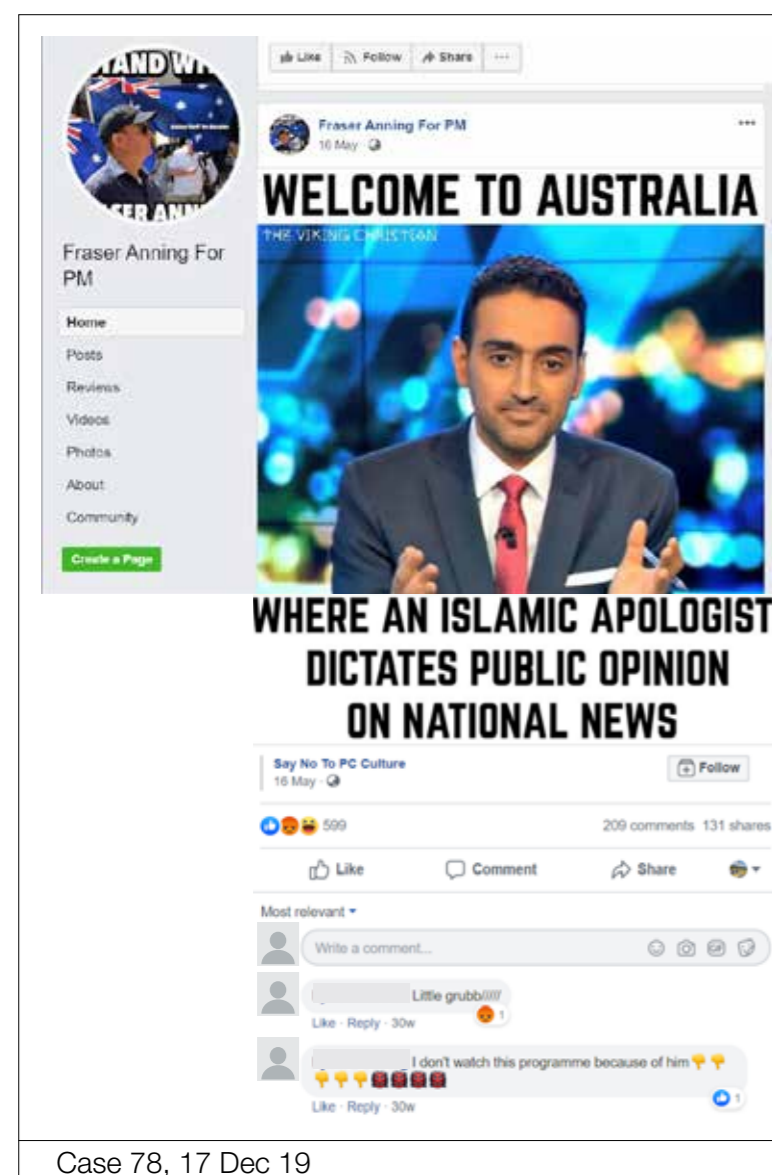 STAND WITH
FRASER ANNING
Fraser Anning For
PM
Home
Posts
Reviews
Videos
Photos
About
Community
Create a Page
Like Follow Share ...
Fraser Anning For PM
16 May
WELCOME TO AUSTRALIA
THE VIKING CHRISTIAN
WHERE AN ISLAMIC APOLOGIST
DICTATES PUBLIC OPINION
ON NATIONAL NEWS
Say No To PC Culture
16 May
Follow
599
209 comments 131 shares
Like Comment Share
Most relevant
Write a comment...
GIF
Little grubb/////
1
Like · Reply · 30w
I don't watch this programme because of him👇👇
👇👇👇👹👹👹👹
1
Like · Reply · 30w
Case 78, 17 Dec 19